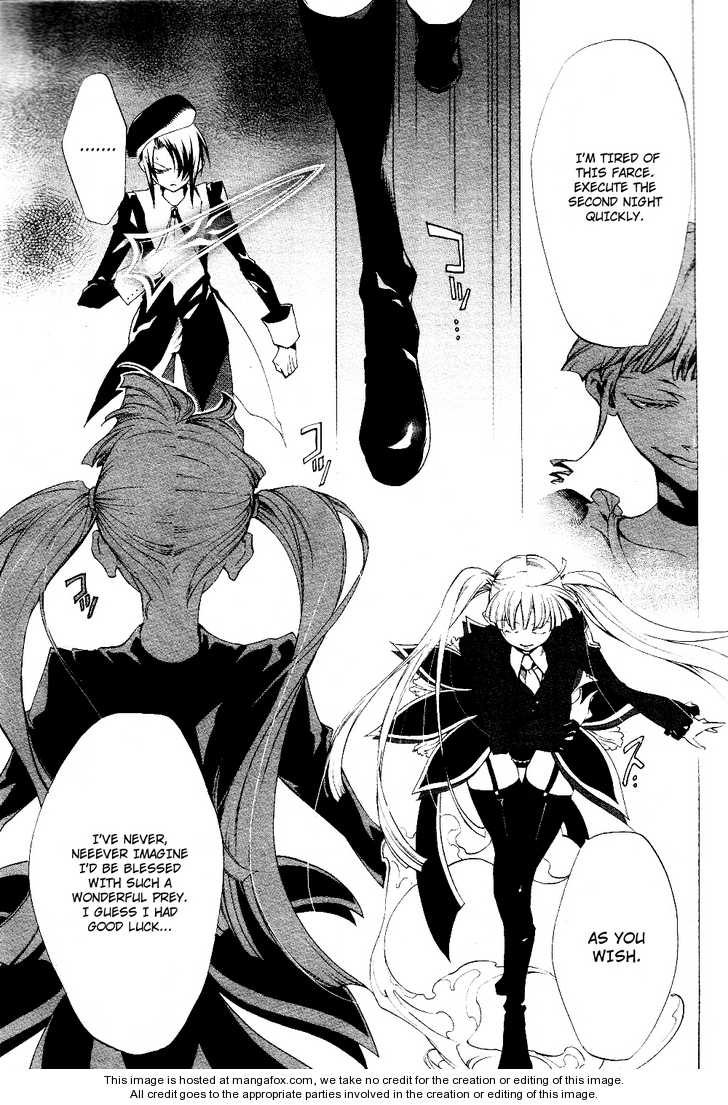 I'M TIRED OF
THIS FARCE.
EXECUTE THE
SECOND NIGHT
QUICKLY.
コッ…
.........
コッ
コッ
AS YOU
WISH.
ズ…
I'VE NEVER,
NEEEVER IMAGINE
I'D BE BLESSED
WITH SUCH A
WONDERFUL PREY.
I GUESS I HAD
GOOD LUCK...
This image is hosted at mangafox.com, we take no credit for the creation or editing of this image.
All credit goes to the appropriate parties involved in the creation or editing of this image.